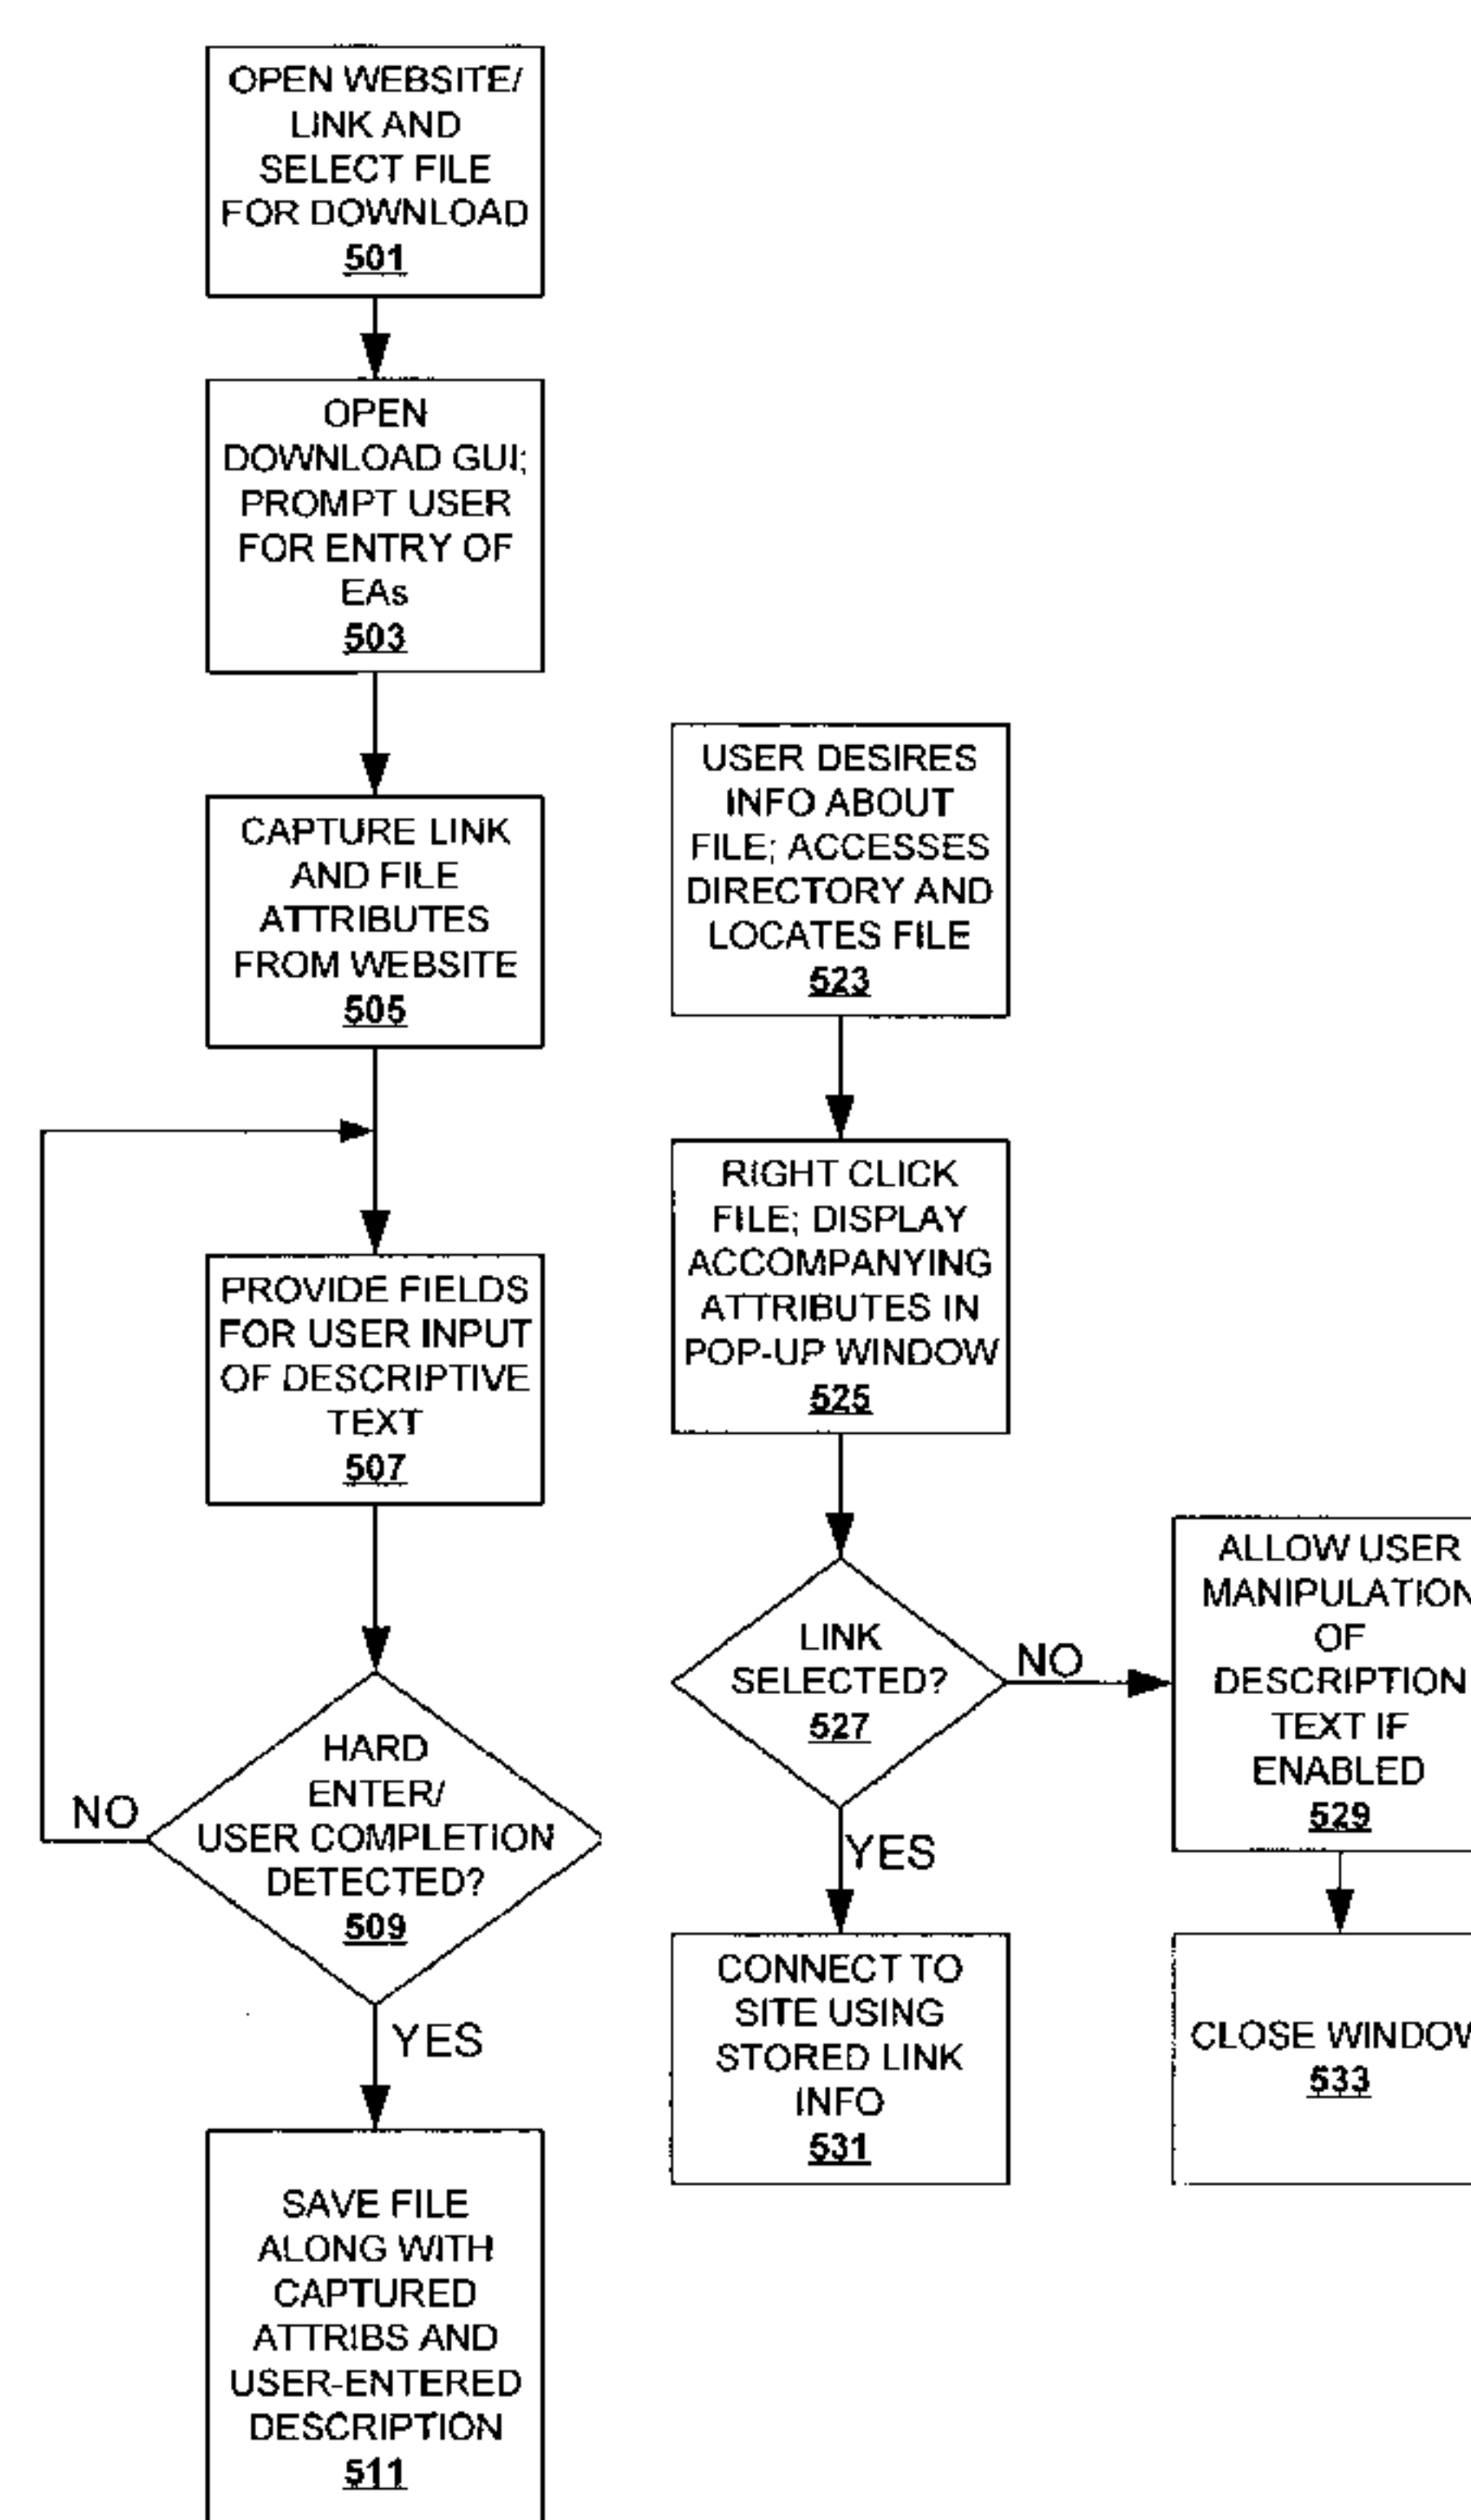 OPEN WEBSITE/
LINK AND
SELECT FILE
FOR DOWNLOAD
501
OPEN
DOWNLOAD GUI;
PROMPT USER
FOR ENTRY OF
EAs
503
CAPTURE LINK
AND FILE
ATTRIBUTES
FROM WEBSITE
505
PROVIDE FIELDS
FOR USER INPUT
OF DESCRIPTIVE
TEXT
507
HARD
ENTER/
USER COMPLETION
DETECTED?
509
NO
YES
SAVE FILE
ALONG WITH
CAPTURED
ATTRIBS AND
USER-ENTERED
DESCRIPTION
511
USER DESIRES
INFO ABOUT
FILE; ACCESSES
DIRECTORY AND
LOCATES FILE
523
RIGHT CLICK
FILE; DISPLAY
ACCOMPANYING
ATTRIBUTES IN
POP-UP WINDOW
525
LINK
SELECTED?
527
NO
YES
CONNECT TO
SITE USING
STORED LINK
INFO
531
ALLOW USER
MANIPULATION
OF
DESCRIPTION
TEXT IF
ENABLED
529
CLOSE WINDOW
533